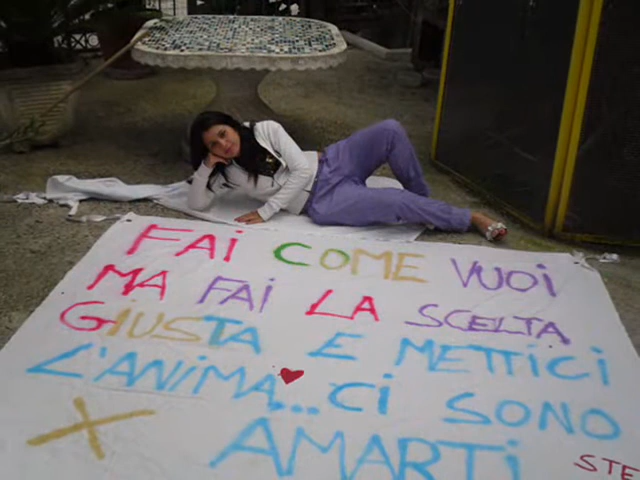 FAi COME VUOi
MA FAi LA SCELTA
GIUSTA E METTiCi
L'ANiMA...Ci SONO
X AMARTi
STE